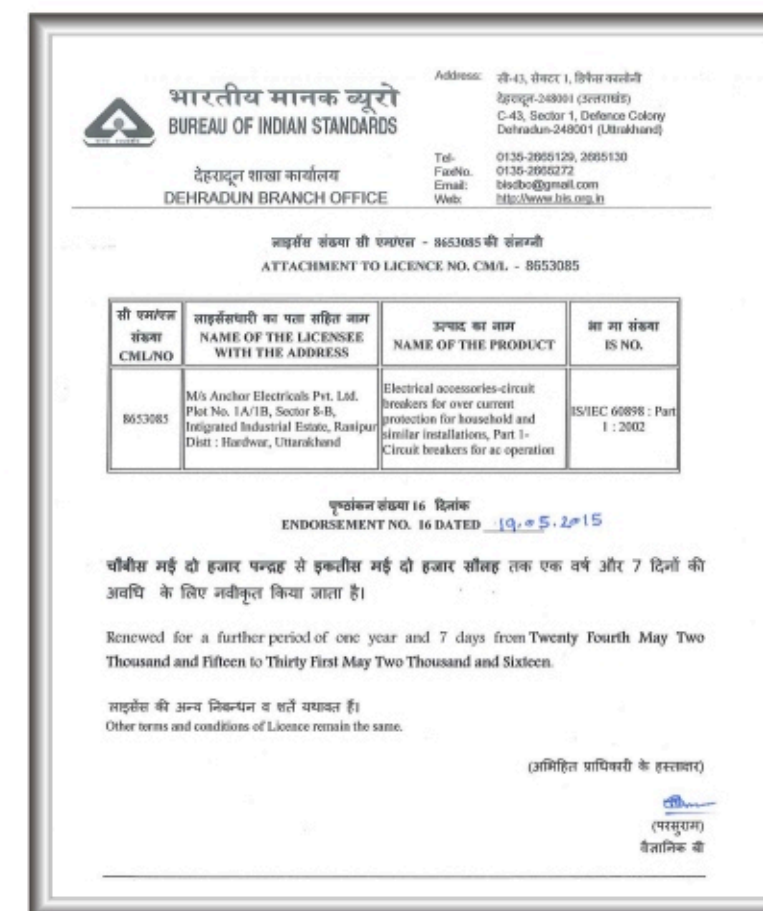 भारतीय मानक ब्यूरो
BUREAU OF INDIAN STANDARDS
देहरादून शाखा कार्यालय
DEHRADUN BRANCH OFFICE
Address: सी-43, सेक्टर 1, डिफेंस कालोनी
देहरादून-248001 (उत्तराखंड)
C-43, Sector 1, Defence Colony
Dehradun-248001 (Uttrakhand)
Tel- 0135-2665129, 2665130
FaxNo. 0135-2665272
Email: bisdbo@gmail.com
Web: http://www.bis.org.in
लाइसेंस संख्या सी एम/एल - 8653085 की संलग्नी
ATTACHMENT TO LICENCE NO. CM/L - 8653085
सी एम/एल
संख्या
CML/NO
लाइसेंसधारी का पता सहित नाम
NAME OF THE LICENSEE
WITH THE ADDRESS
उत्पाद का नाम
NAME OF THE PRODUCT
भा मा संख्या
IS NO.
8653085
M/s Anchor Electricals Pvt. Ltd.
Plot No. 1A/1B, Sector 8-B,
Intigrated Industrial Estate, Ranipur
Distt : Hardwar, Uttarakhand
Electrical accessories-circuit
breakers for over current
protection for household and
similar installations, Part 1-
Circuit breakers for ac operation
IS/IEC 60898 : Part
1 : 2002
पृष्ठांकन संख्या 16 दिनांक
ENDORSEMENT NO. 16 DATED 19.05.2015
चौबीस मई दो हजार पन्द्रह से इकतीस मई दो हजार सौलह तक एक वर्ष और 7 दिनों की
अवधि के लिए नवीकृत किया जाता है।
Renewed for a further period of one year and 7 days from Twenty Fourth May Two
Thousand and Fifteen to Thirty First May Two Thousand and Sixteen.
लाइसेंस की अन्य निबन्धन व शर्तें यथावत हैं।
Other terms and conditions of Licence remain the same.
(अभिहित प्राधिकारी के हस्ताक्षर)
(परसुराम)
वैज्ञानिक बी